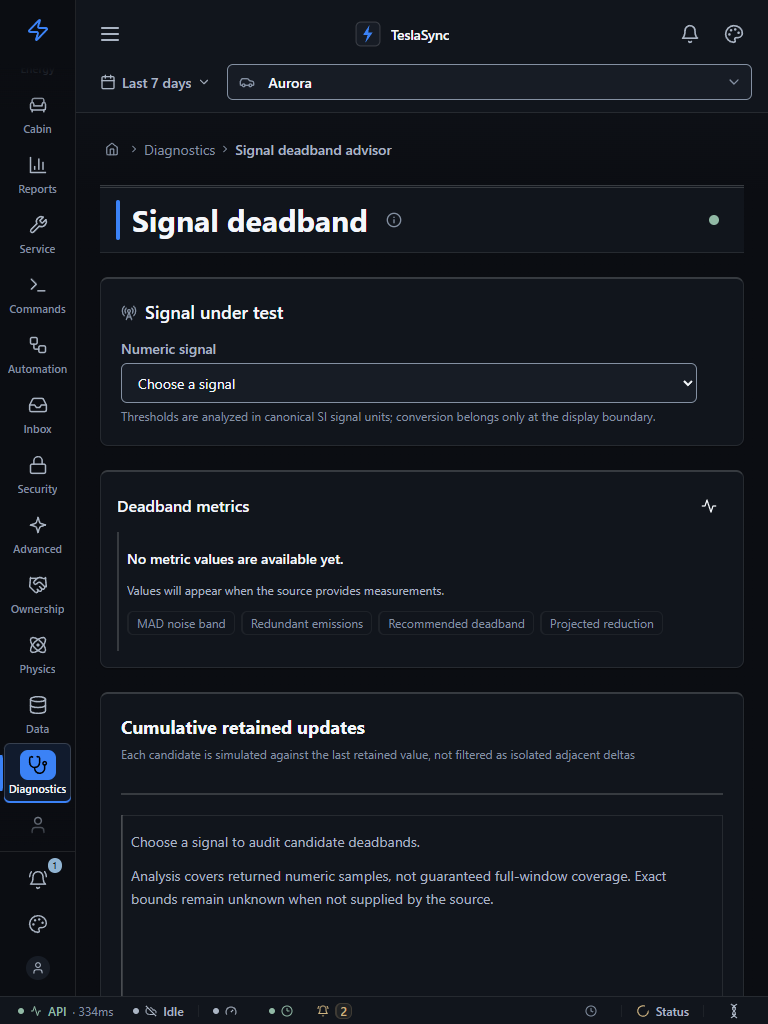 TeslaSync
Last 7 days
Aurora
Energy
Cabin
Reports
Service
Commands
Automation
Inbox
Security
Advanced
Ownership
Physics
Data
Diagnostics
1
Diagnostics
Signal deadband advisor
Signal deadband
Signal under test
Numeric signal
Choose a signal
Thresholds are analyzed in canonical SI signal units; conversion belongs only at the display boundary.
Deadband metrics
No metric values are available yet.
Values will appear when the source provides measurements.
MAD noise band
Redundant emissions
Recommended deadband
Projected reduction
Cumulative retained updates
Each candidate is simulated against the last retained value, not filtered as isolated adjacent deltas
Choose a signal to audit candidate deadbands.
Analysis covers returned numeric samples, not guaranteed full-window coverage. Exact
bounds remain unknown when not supplied by the source.
API · 334ms
Idle
2
Status